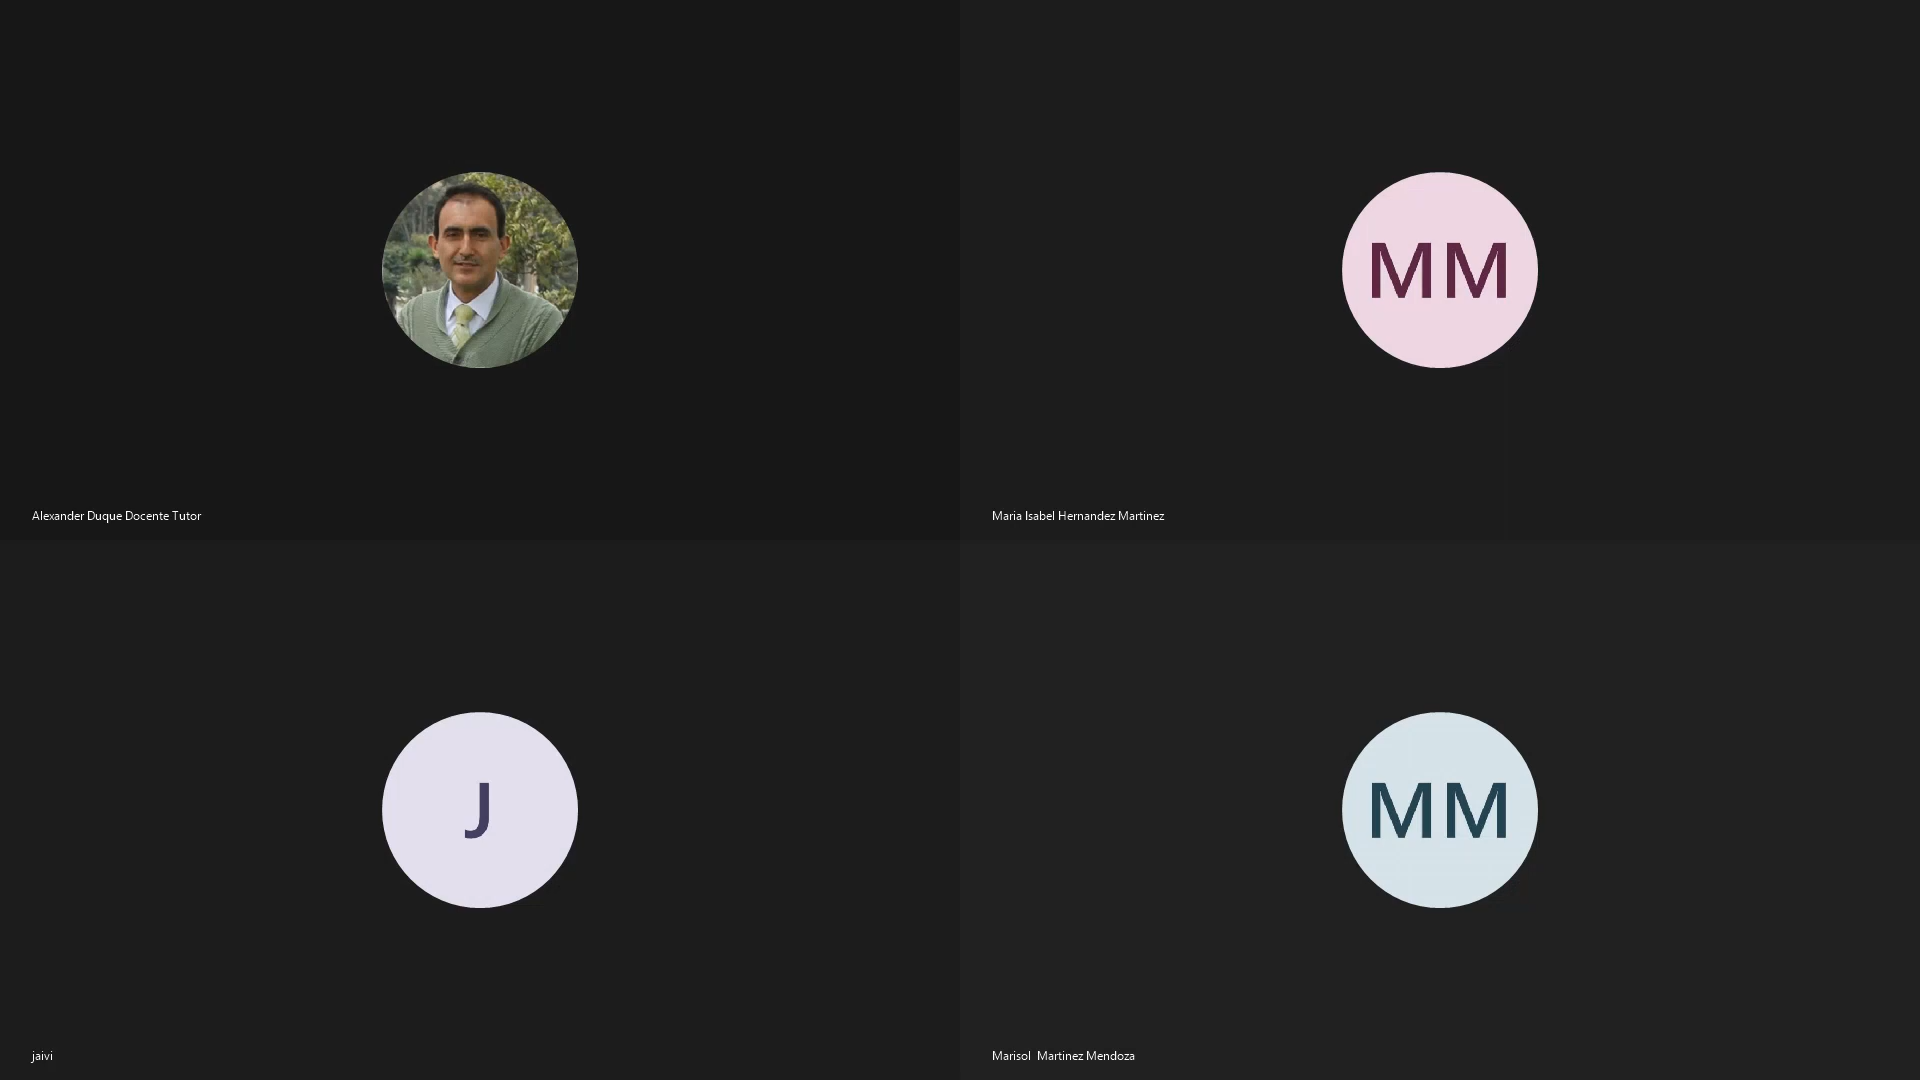 MM
Alexander Duque Docente Tutor
Maria Isabel Hernandez Martinez
J
MM
jaivi
Marisol  Martinez Mendoza